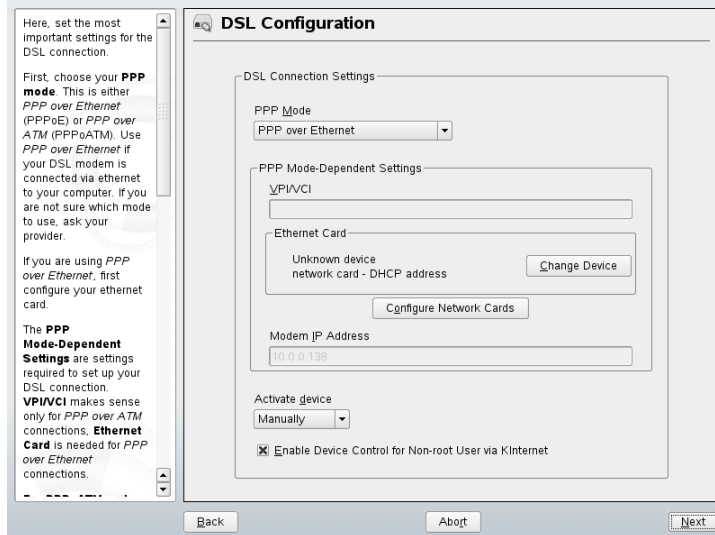 Here, set the most
important settings for the
DSL connection.
First, choose your PPP
mode. This is either
PPP over Ethernet
(PPPoE) or PPP over
ATM (PPPoATM). Use
PPP over Ethernet if
your DSL modem is
connected via ethernet
to your computer. If you
are not sure which mode
to use, ask your
provider.
If you are using PPP
over Ethernet, first
configure your ethernet
card.
The PPP
Mode-Dependent
Settings are settings
required to set up your
DSL connection.
VPI/VCI makes sense
only for PPP over ATM
connections, Ethernet
Card is needed for PPP
over Ethernet
connections.
DSL Configuration
DSL Connection Settings
PPP Mode
PPP over Ethernet
PPP Mode-Dependent Settings
VPI/VCI
Ethernet Card
Unknown device
network card - DHCP address
Change Device
Configure Network Cards
Modem IP Address
10.0.0.138
Activate device
Manually
Enable Device Control for Non-root User via KInternet
Back
Abort
Next